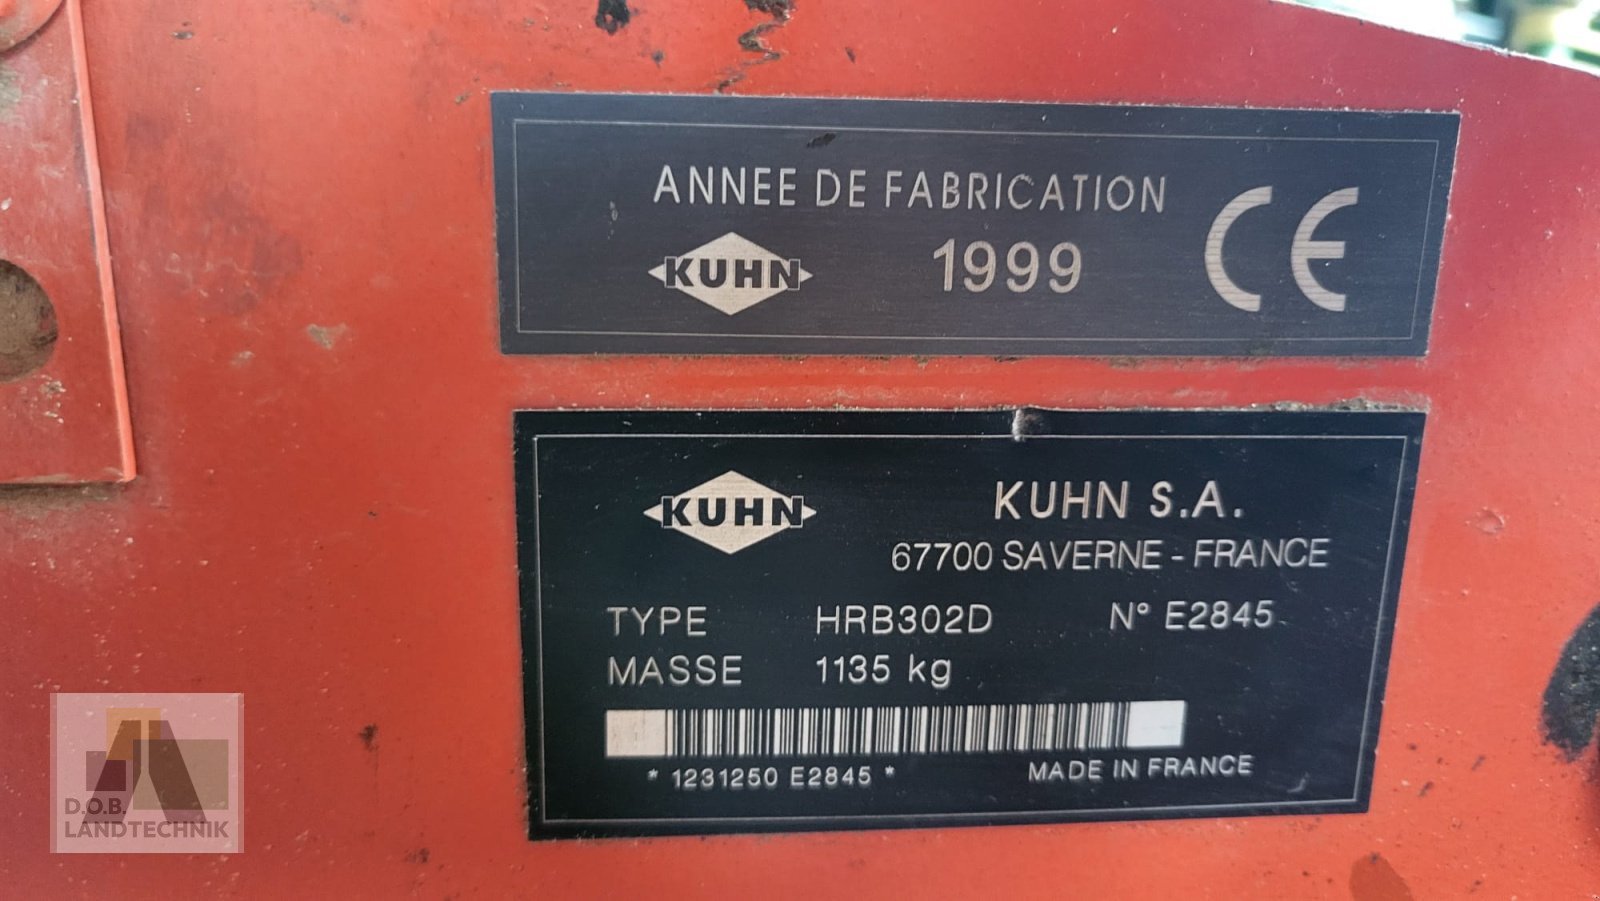 ANNEE DE FABRICATION
KUHN
1999
CE
KUHN
KUHN S.A.
67700 SAVERNE - FRANCE
TYPE HRB302D N° E2845
MASSE 1135 kg
* 1231250 E2845 *
MADE IN FRANCE
D.O.B.
LANDTECHNIK